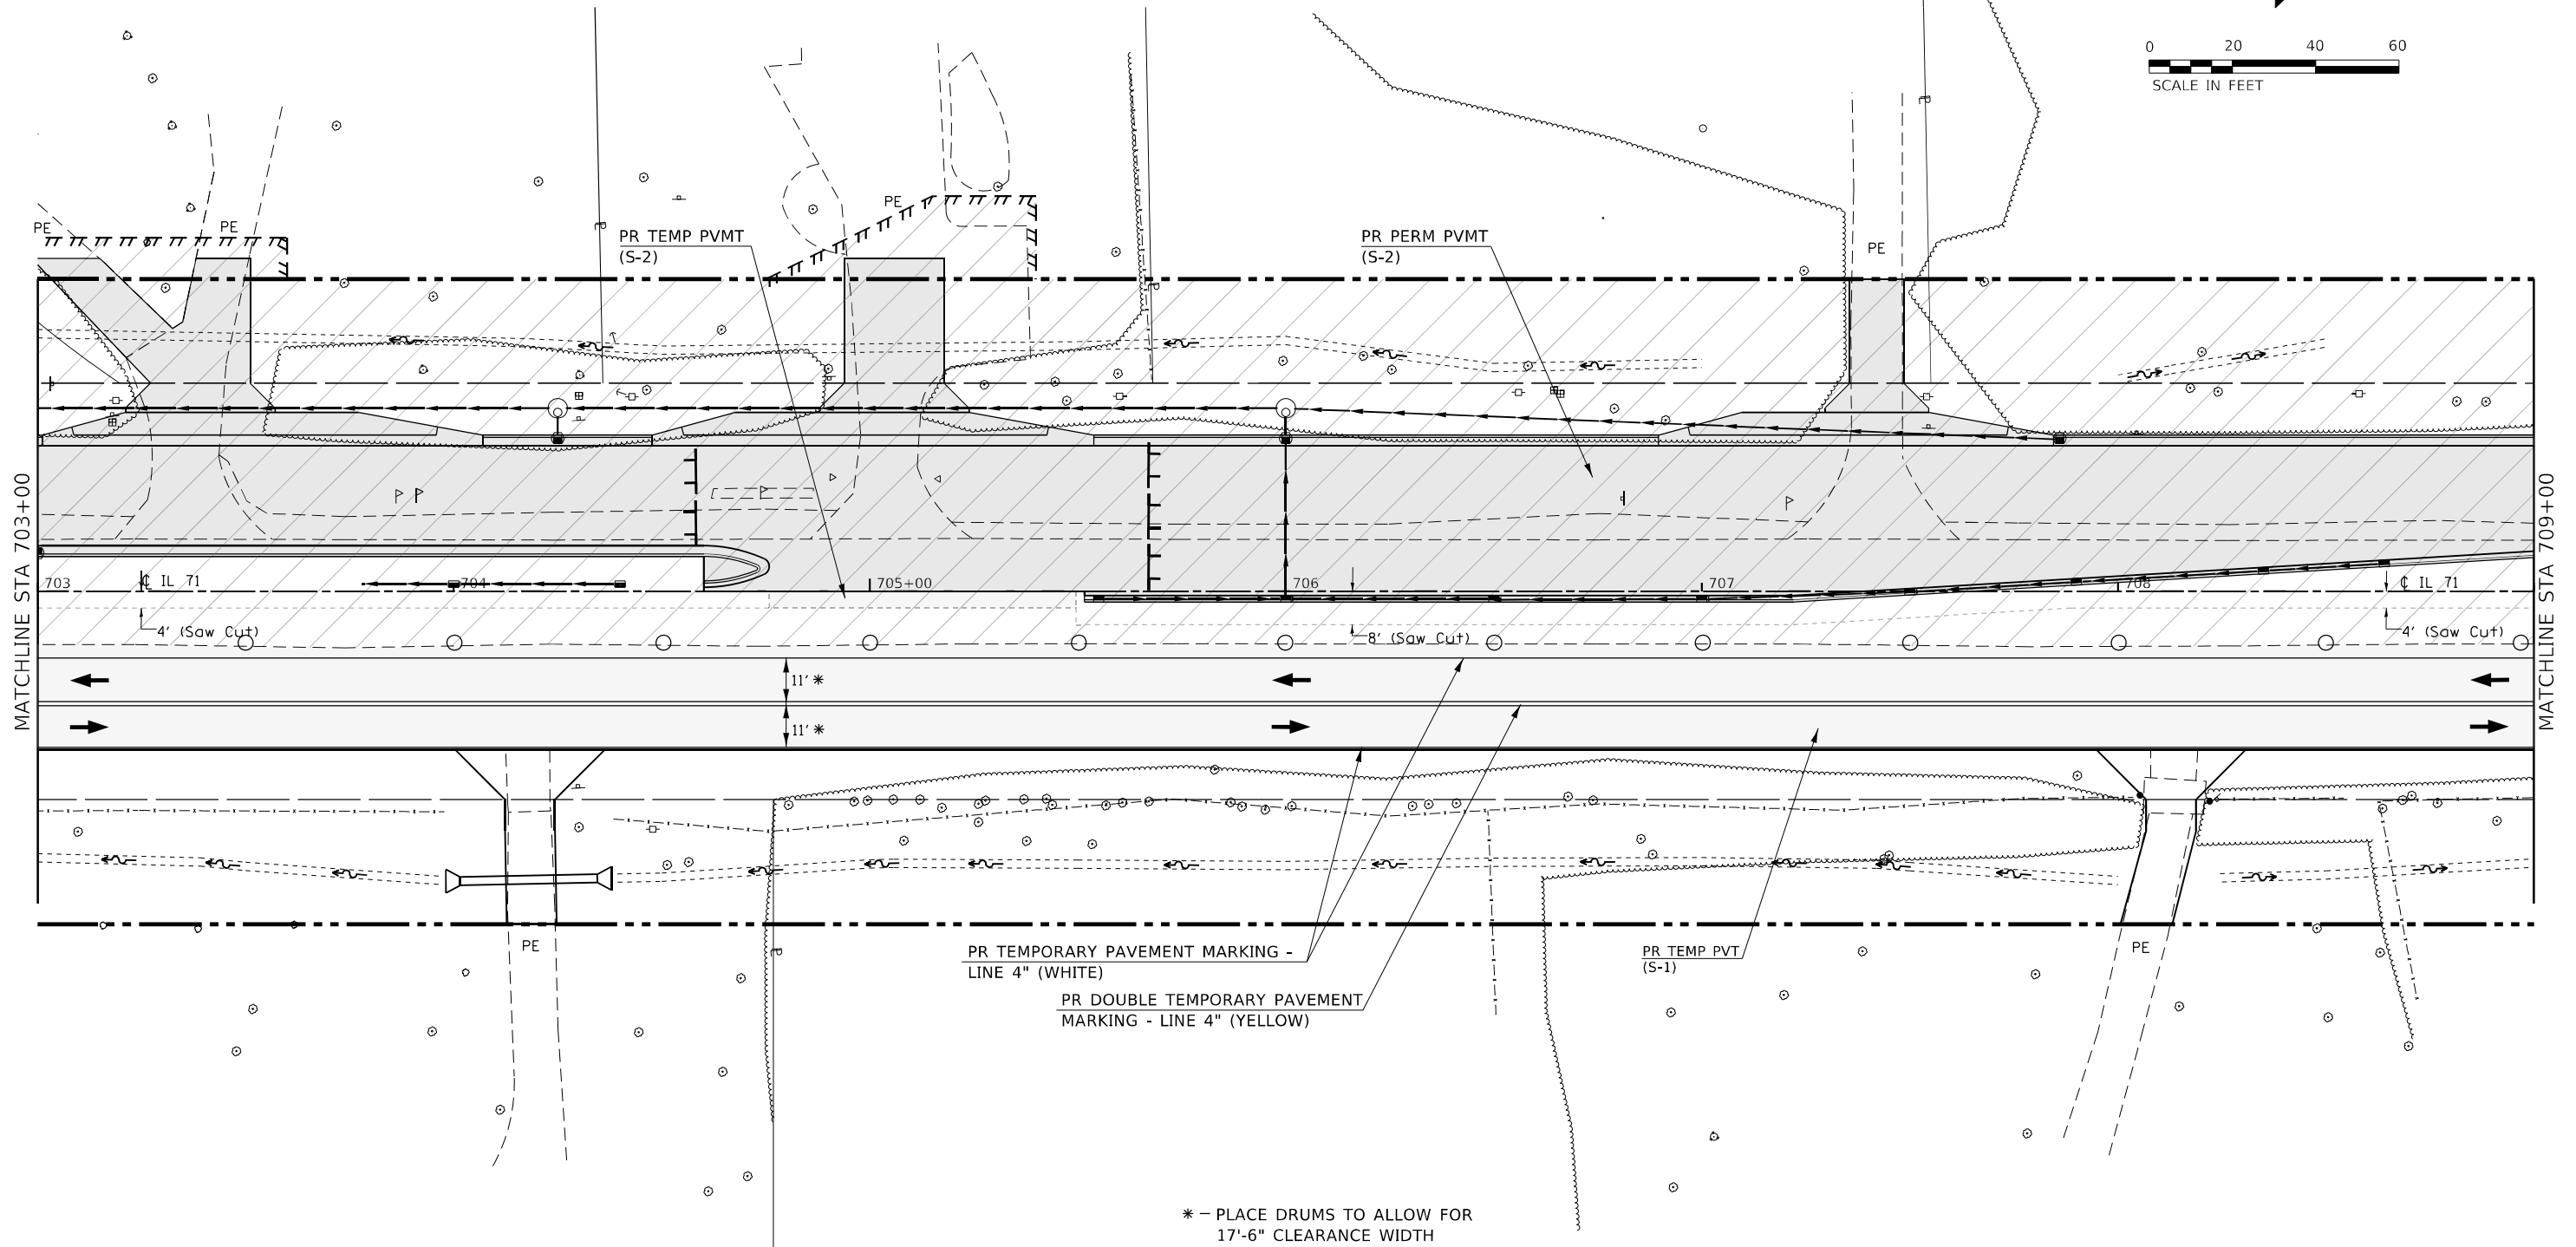 0 20 40 60
SCALE IN FEET
PE
PE
PE
PE
PR TEMP PVMT
(S-2)
PR PERM PVMT
(S-2)
P
P
P
MATCHLINE STA 703+00
MATCHLINE STA 709+00
703
℄ IL 71
704
705+00
706
707
708
℄ IL 71
4' (Saw Cut)
8' (Saw Cut)
4' (Saw Cut)
11' *
11' *
PE
PE
P
PR TEMPORARY PAVEMENT MARKING -
LINE 4" (WHITE)
PR TEMP PVT
(S-1)
PR DOUBLE TEMPORARY PAVEMENT
MARKING - LINE 4" (YELLOW)
* - PLACE DRUMS TO ALLOW FOR
17'-6" CLEARANCE WIDTH